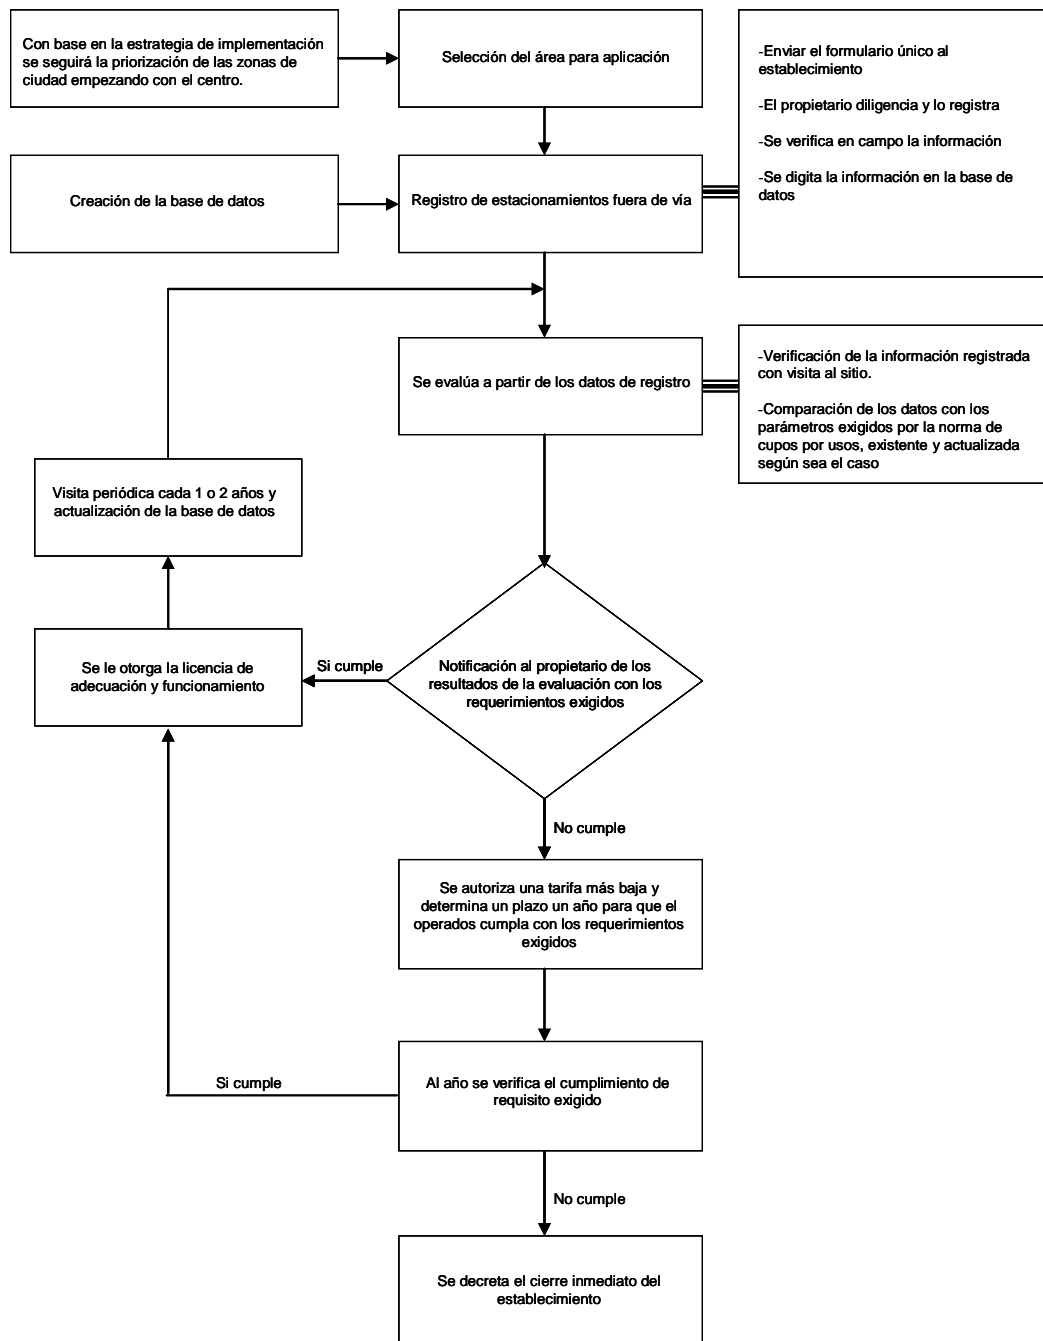 Con base en la estrategia de implementación
se seguirá la priorización de las zonas de
ciudad empezando con el centro.
Selección del área para aplicación
-Enviar el formulario único al
establecimiento
-El propietario diligencia y lo registra
-Se verifica en campo la información
-Se digita la información en la base de
datos
Creación de la base de datos
Registro de estacionamientos fuera de vía
Se evalúa a partir de los datos de registro
-Verificación de la información registrada
con visita al sitio.
-Comparación de los datos con los
parámetros exigidos por la norma de
cupos por usos, existente y actualizada
según sea el caso
Visita periódica cada 1 o 2 años y
actualización de la base de datos
Se le otorga la licencia de
adecuación y funcionamiento
Si cumple
Notificación al propietario de los
resultados de la evaluación con los
requerimientos exigidos
No cumple
Se autoriza una tarifa más baja y
determina un plazo un año para que el
operados cumpla con los requerimientos
exigidos
Si cumple
Al año se verifica el cumplimiento de
requisito exigido
No cumple
Se decreta el cierre inmediato del
establecimiento